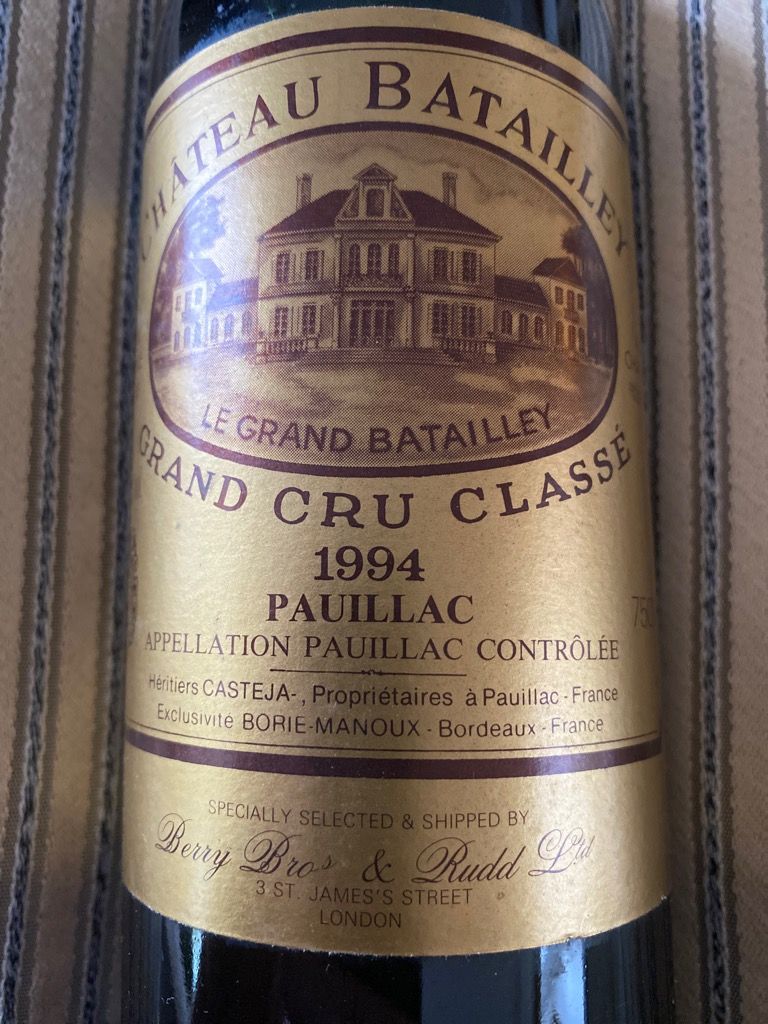 CHÂTEAU BATAILLEY
LE GRAND BATAILLEY
GRAND CRU CLASSÉ
1994
PAUILLAC
APPELLATION PAUILLAC CONTRÔLÉE
Héritiers CASTEJA-, Propriétaires à Pauillac - France
Exclusivité BORIE-MANOUX - Bordeaux - France
SPECIALLY SELECTED & SHIPPED BY
Berry Bros & Rudd Ltd
3 ST. JAMES'S STREET
LONDON